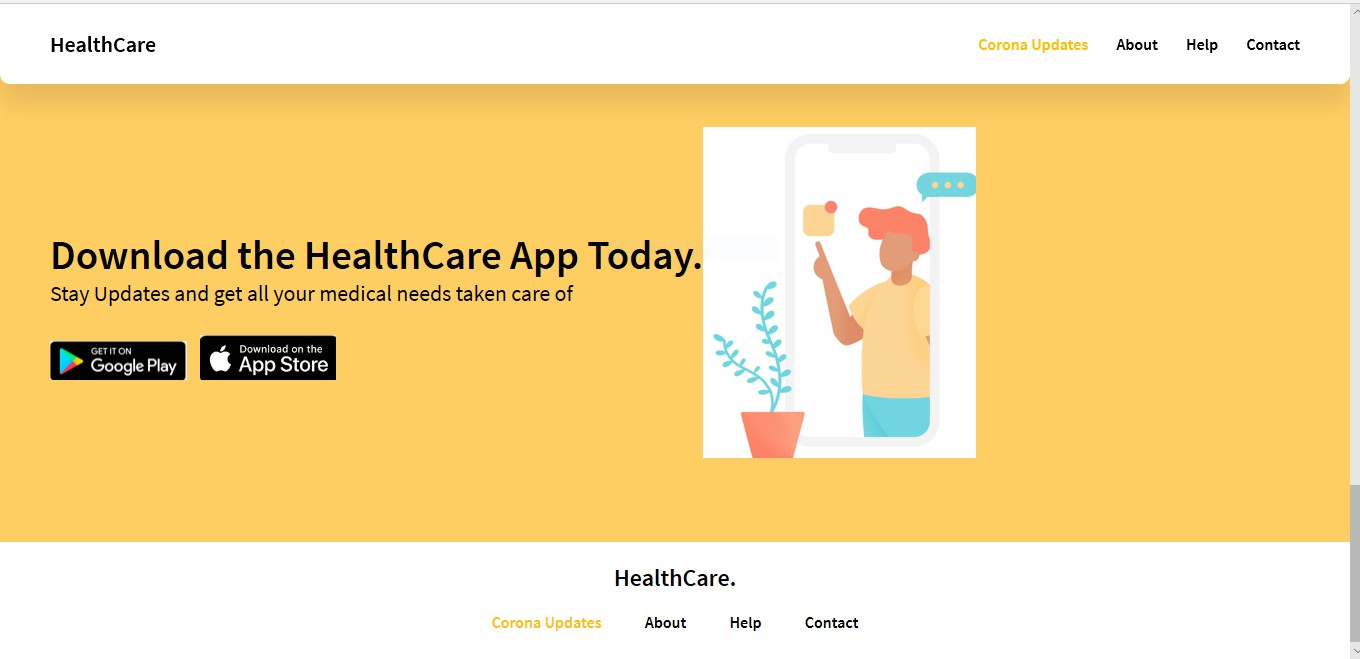 HealthCare
Corona Updates About Help Contact
Download the HealthCare App Today.
Stay Updates and get all your medical needs taken care of
GET IT ON
Google Play
Download on the
App Store
HealthCare.
Corona Updates About Help Contact